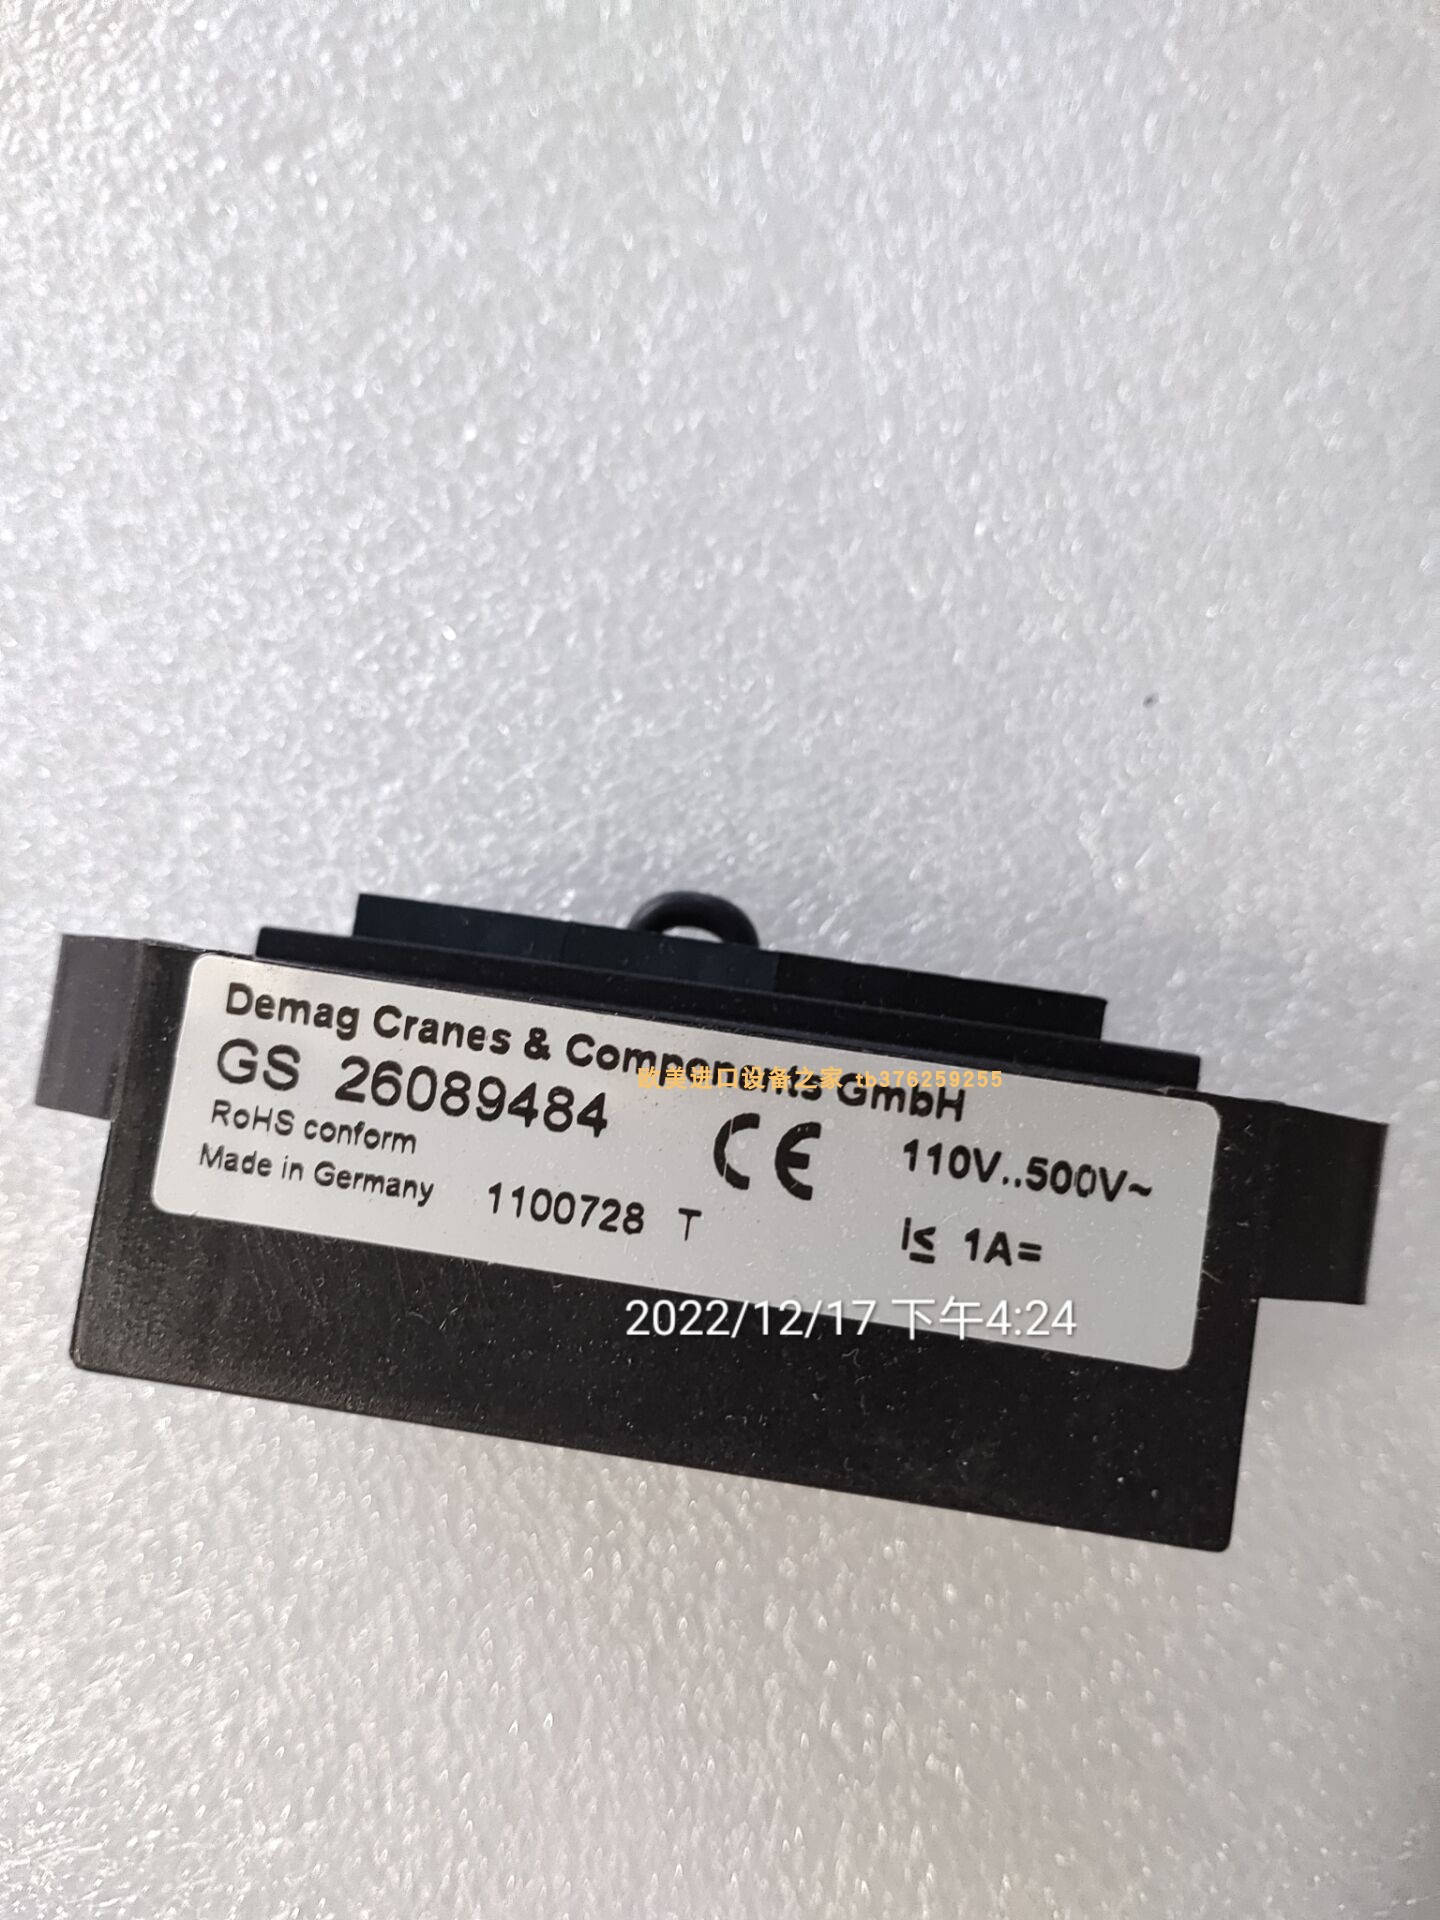 Demag Cranes & Components GmbH
欧美进口设备之家 tb376259255
GS 26089484
RoHS conform
Made in Germany
1100728 T
CE
110V..500V~
I≤ 1A=
2022/12/17 下午4:24